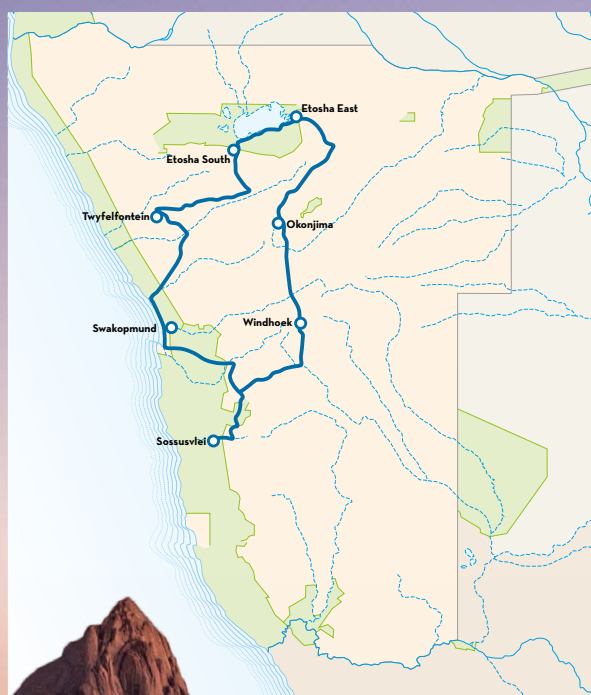 Etosha East
Etosha South
Twyfelfontein
Okonjima
Swakopmund
Windhoek
Sossusvlei